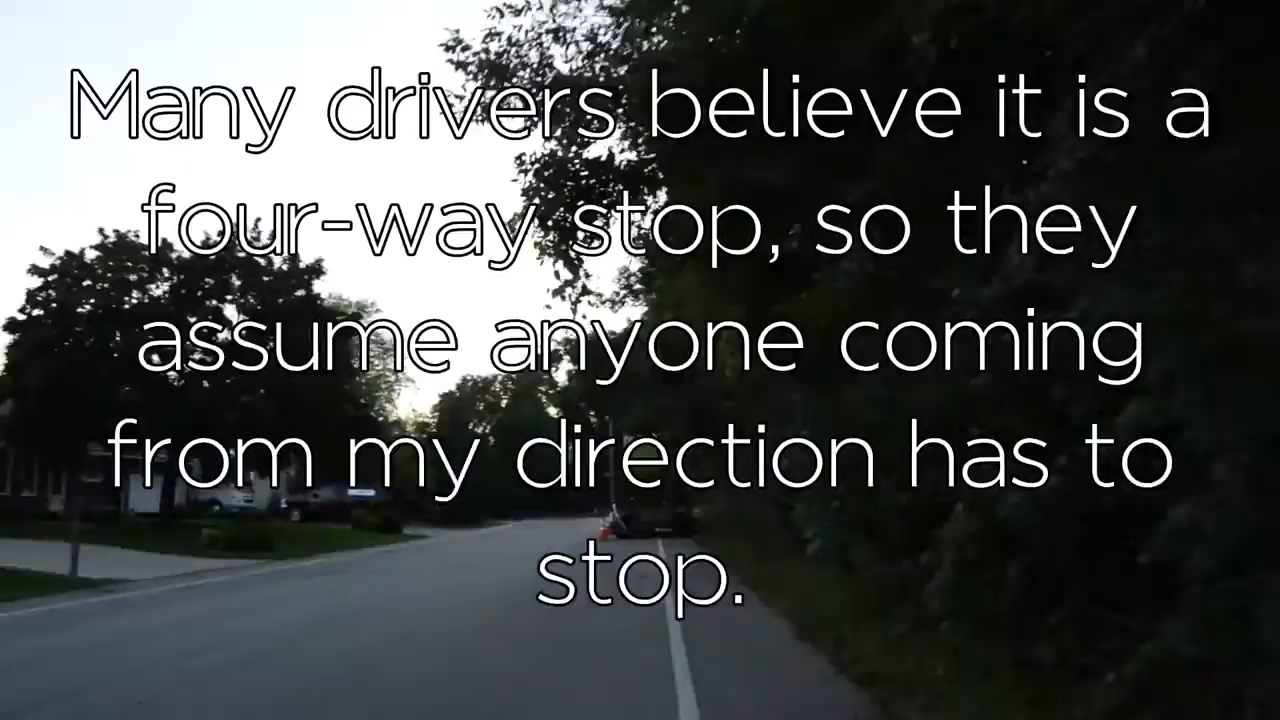 Many drivers believe it is a
four-way stop, so they
assume anyone coming
from my direction has to
stop.